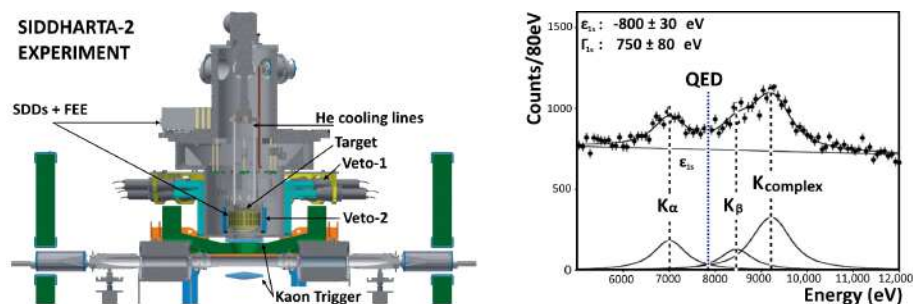 SIDDHARTA-2
EXPERIMENT
SDDs + FEE
He cooling lines
Target
Veto-1
Veto-2
Kaon Trigger
Counts/80eV
1500
1000
500
0
ε1s : -800 ± 30 eV
Γ1s : 750 ± 80 eV
QED
ε1s
Kα
Kβ
Kcomplex
6000 7000 8000 9000 10,000 11,000 12,000
Energy (eV)